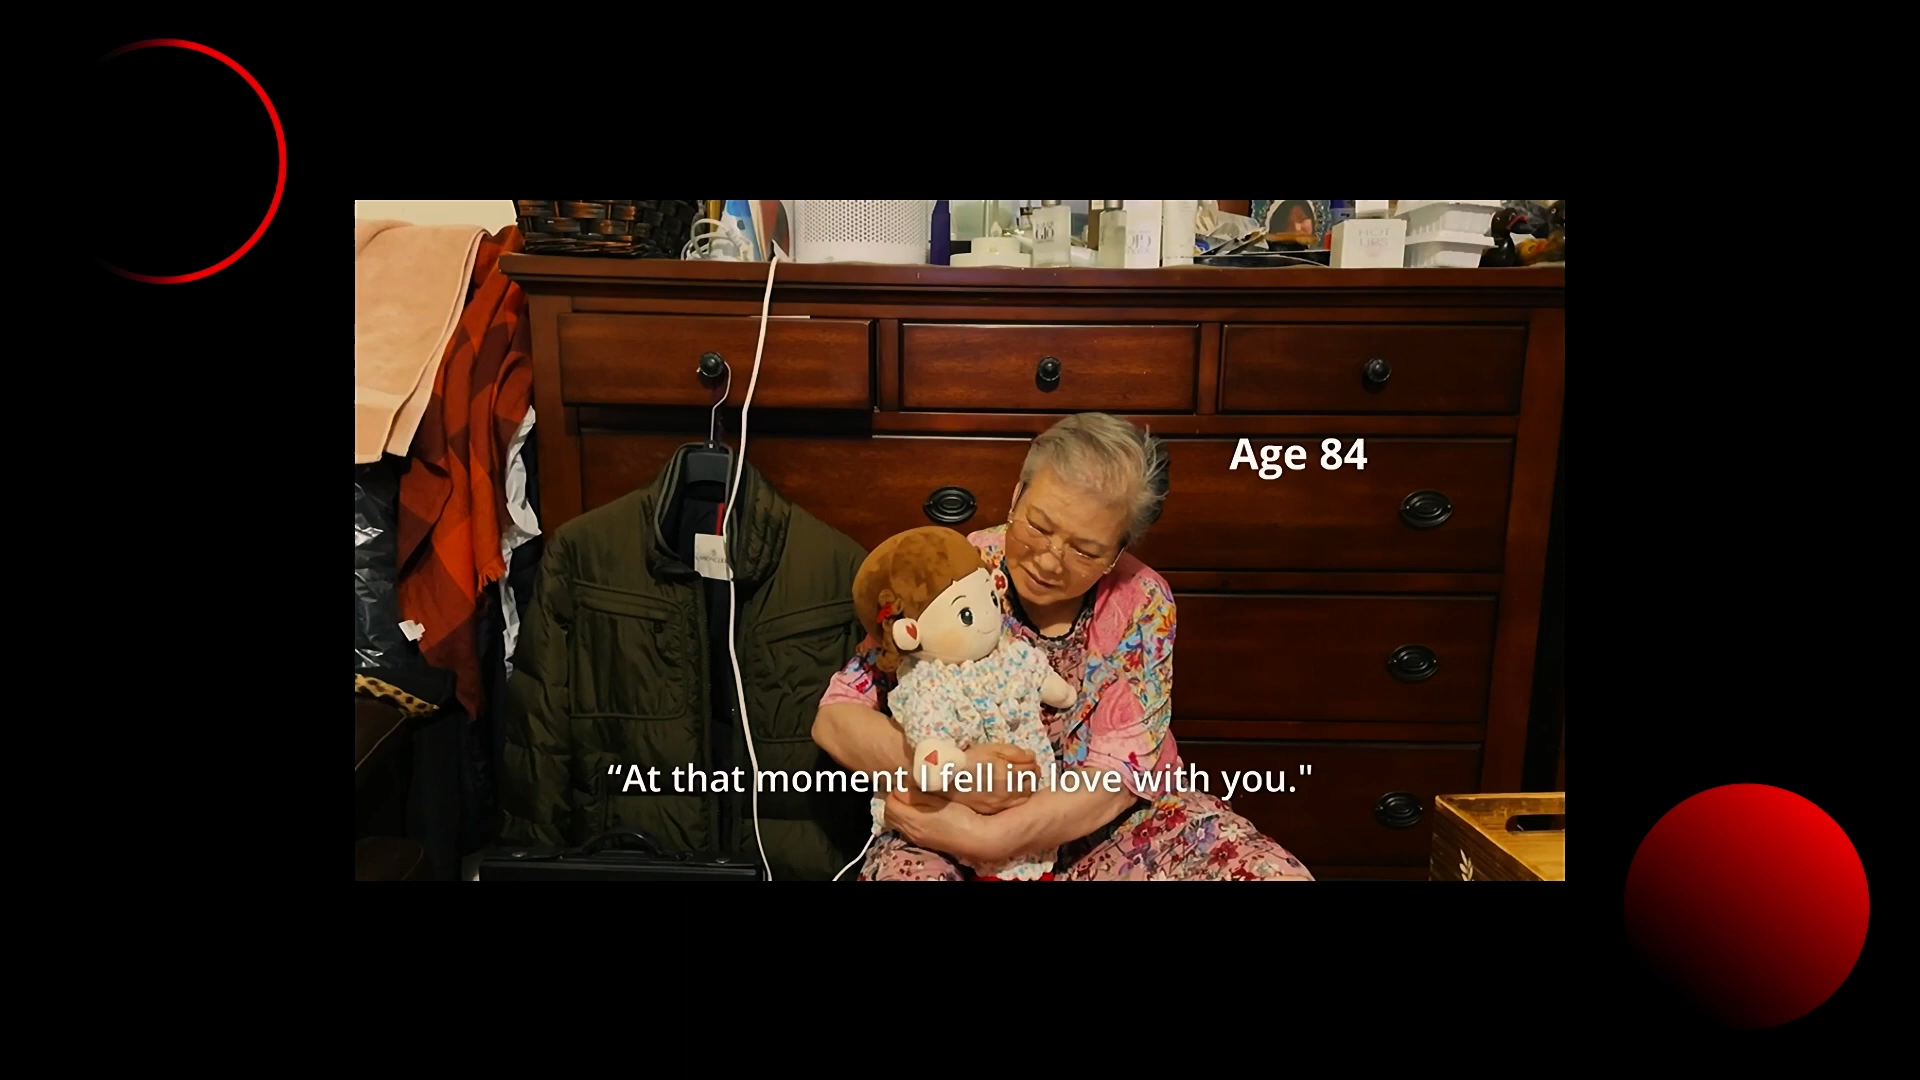 Age 84
“At that moment I fell in love with you."